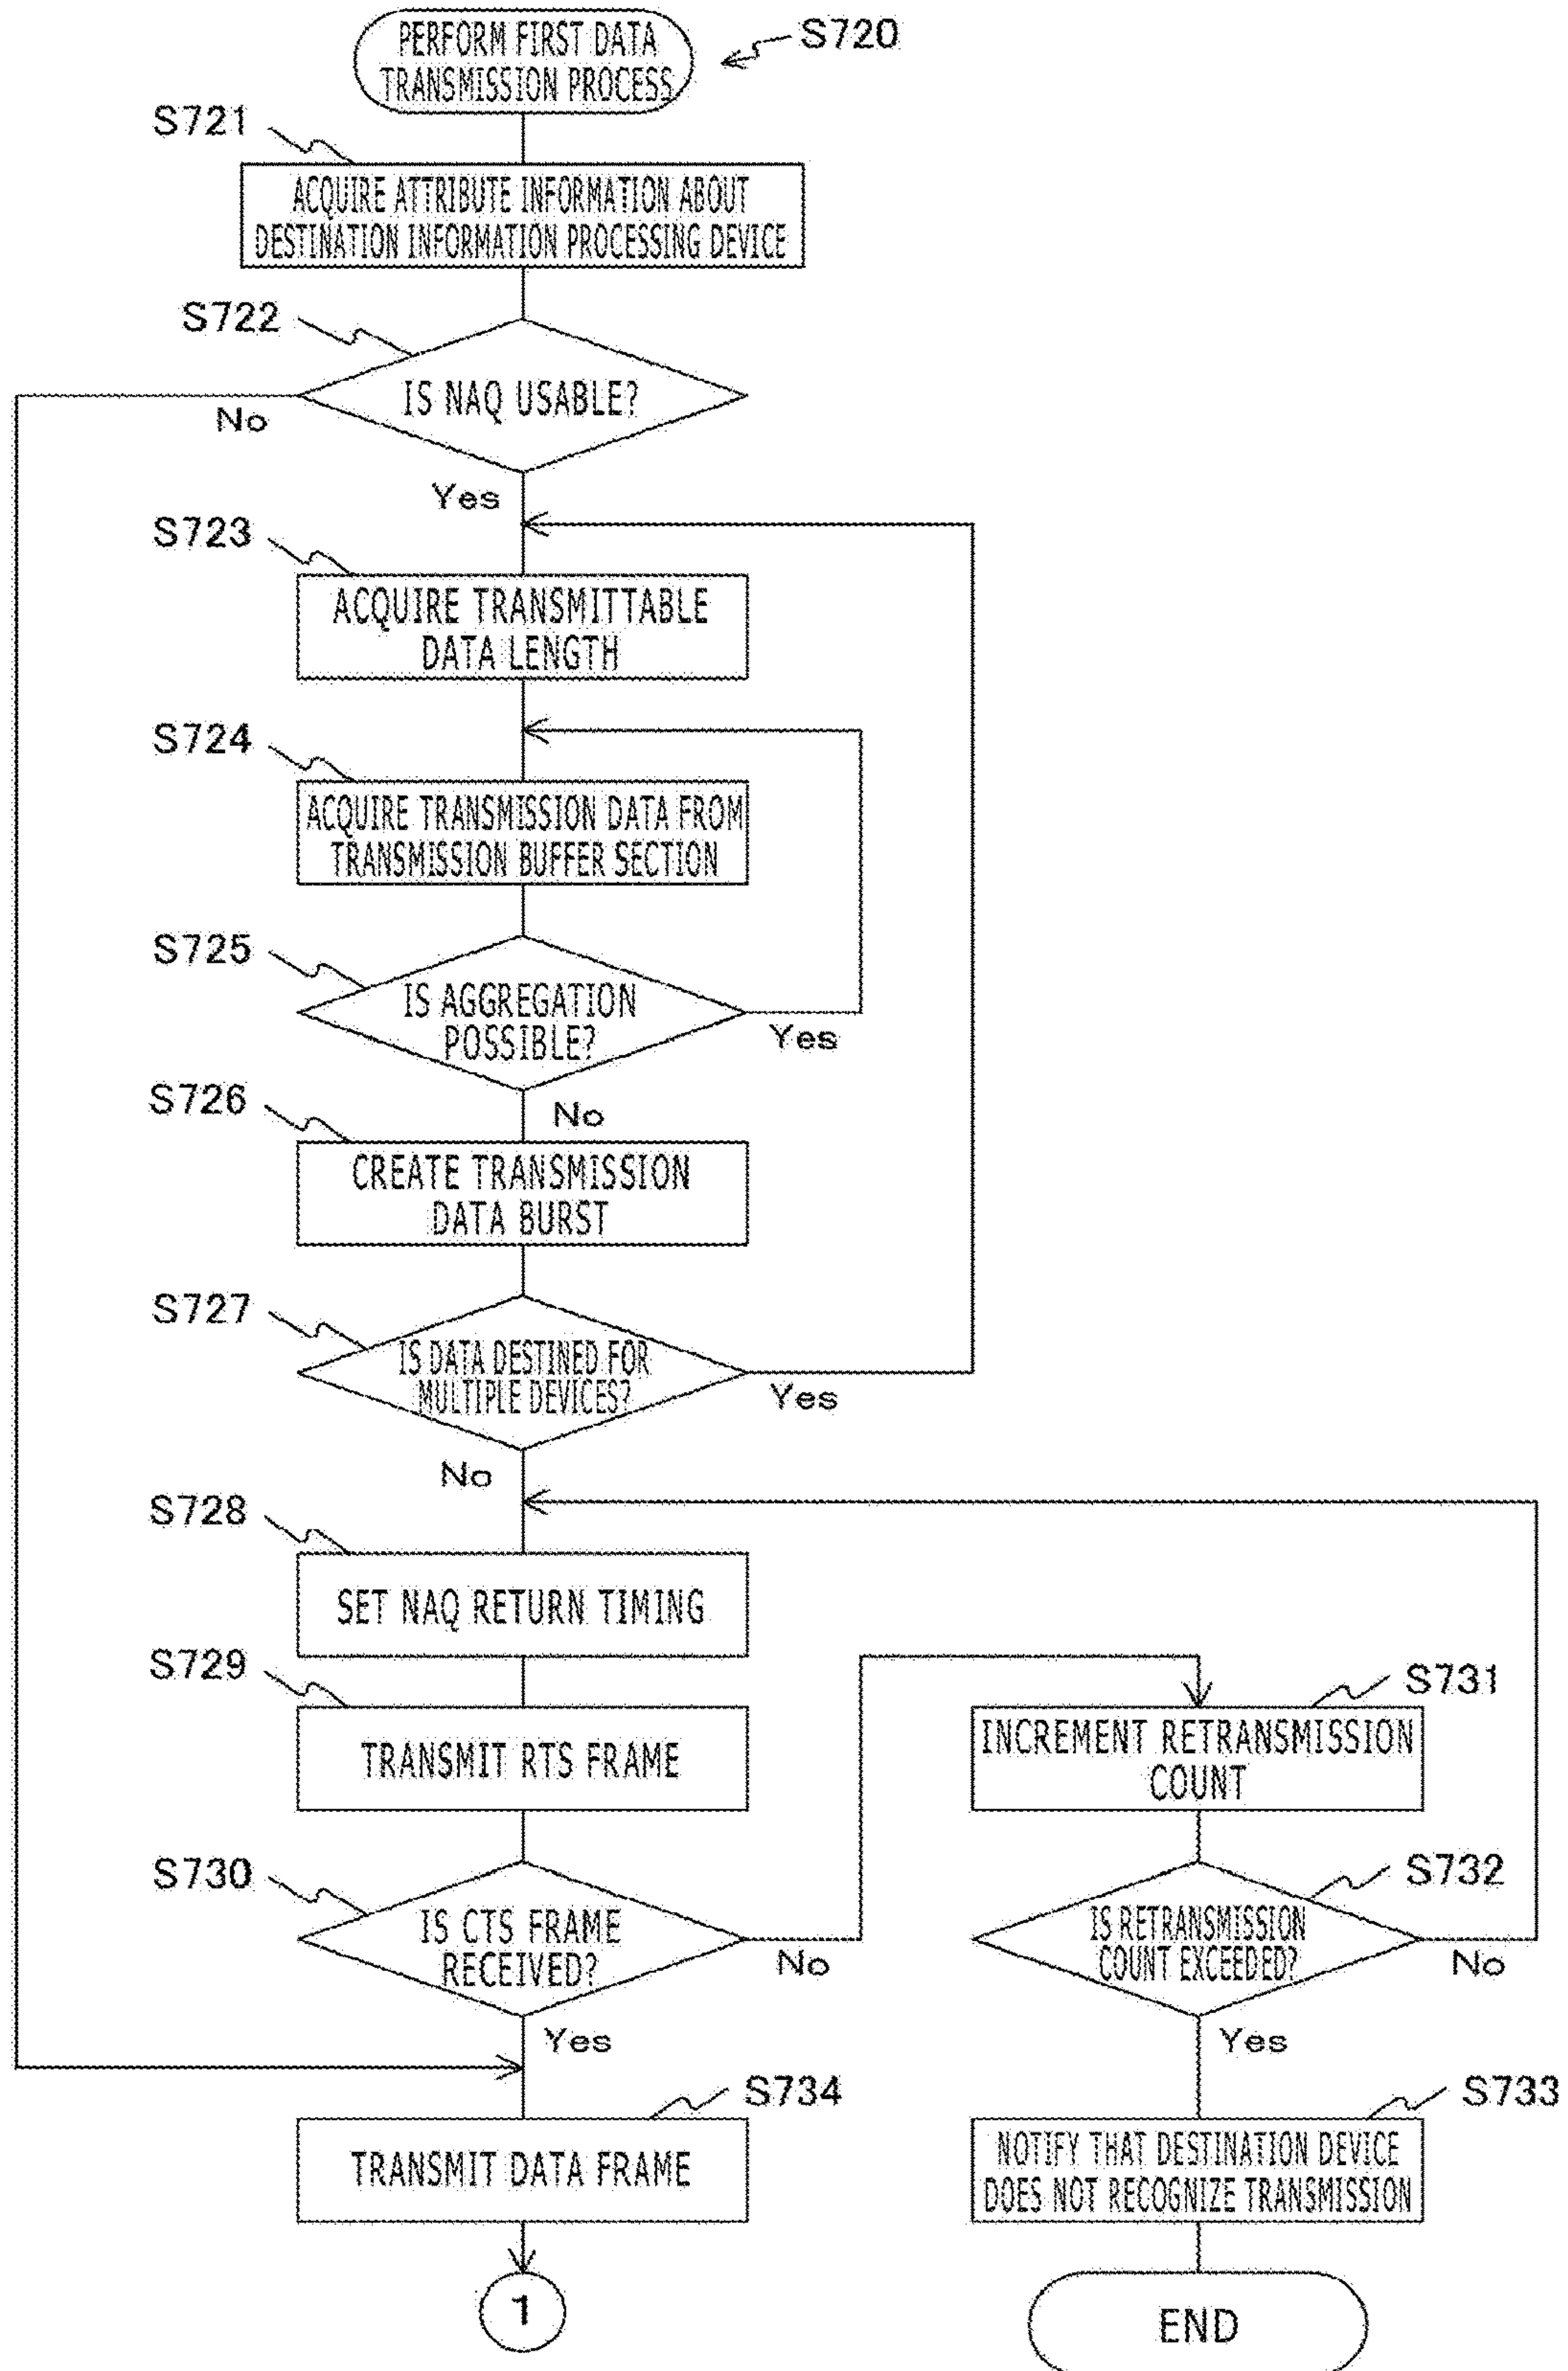 PERFORM FIRST DATA
TRANSMISSION PROCESS
S720
S721
ACQUIRE ATTRIBUTE INFORMATION ABOUT
DESTINATION INFORMATION PROCESSING DEVICE
S722
IS NAQ USABLE?
No
Yes
S723
ACQUIRE TRANSMITTABLE
DATA LENGTH
S724
ACQUIRE TRANSMISSION DATA FROM
TRANSMISSION BUFFER SECTION
S725
IS AGGREGATION
POSSIBLE?
Yes
No
S726
CREATE TRANSMISSION
DATA BURST
S727
IS DATA DESTINED FOR
MULTIPLE DEVICES?
Yes
No
S728
SET NAQ RETURN TIMING
S729
TRANSMIT RTS FRAME
S730
IS CTS FRAME
RECEIVED?
No
Yes
S731
INCREMENT RETRANSMISSION
COUNT
S732
IS RETRANSMISSION
COUNT EXCEEDED?
No
Yes
S733
NOTIFY THAT DESTINATION DEVICE
DOES NOT RECOGNIZE TRANSMISSION
END
S734
TRANSMIT DATA FRAME
1